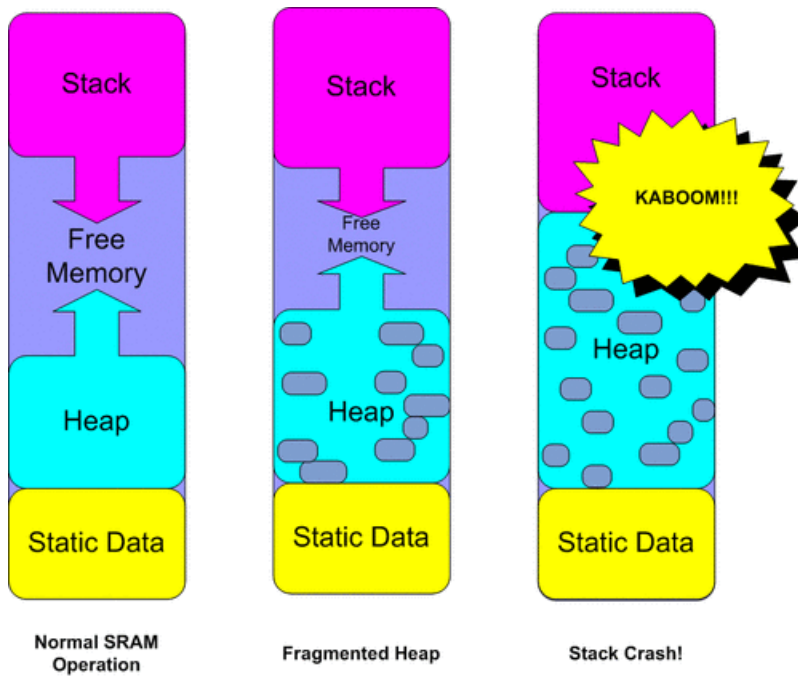 Stack
Free
Memory
Heap
Static Data
Normal SRAM
Operation
Stack
Free
Memory
Heap
Static Data
Fragmented Heap
Stack
KABOOM!!!
Heap
Static Data
Stack Crash!